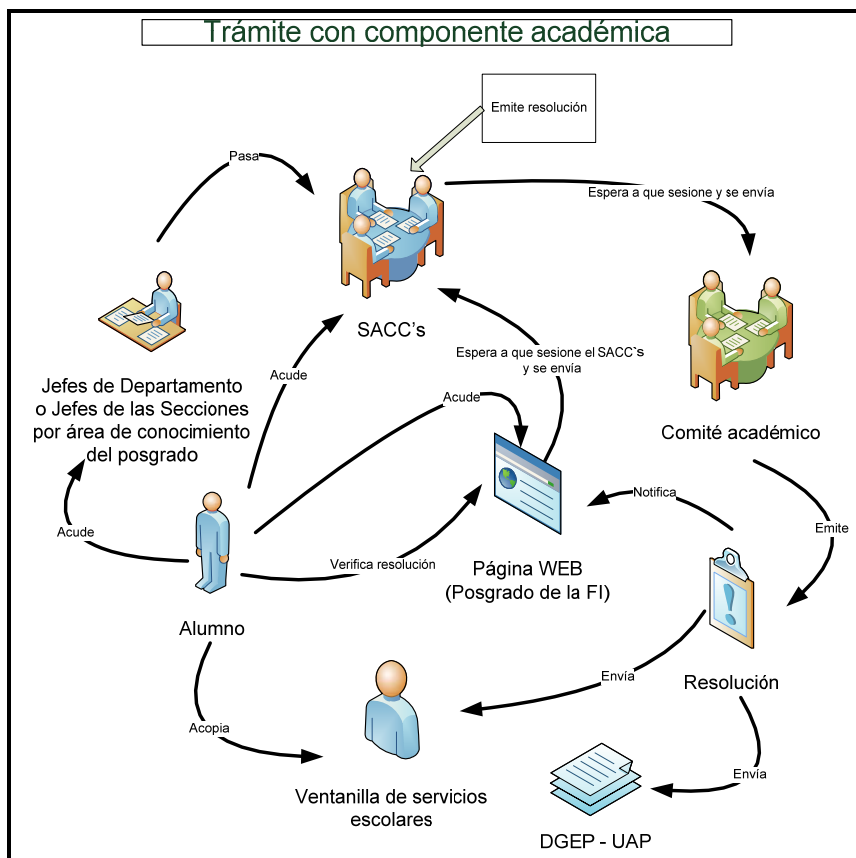 Trámite con componente académica
Emite resolución
Pasa
Espera a que sesione y se envía
SACC's
Espera a que sesione el SACC`s
y se envía
Jefes de Departamento
o Jefes de las Secciones
por área de conocimiento
del posgrado
Acude
Acude
Comité académico
Notifica
Emite
Acude
Verifica resolución
Página WEB
(Posgrado de la FI)
Alumno
Envía
Resolución
Acopia
Envía
Ventanilla de servicios
escolares
DGEP - UAP